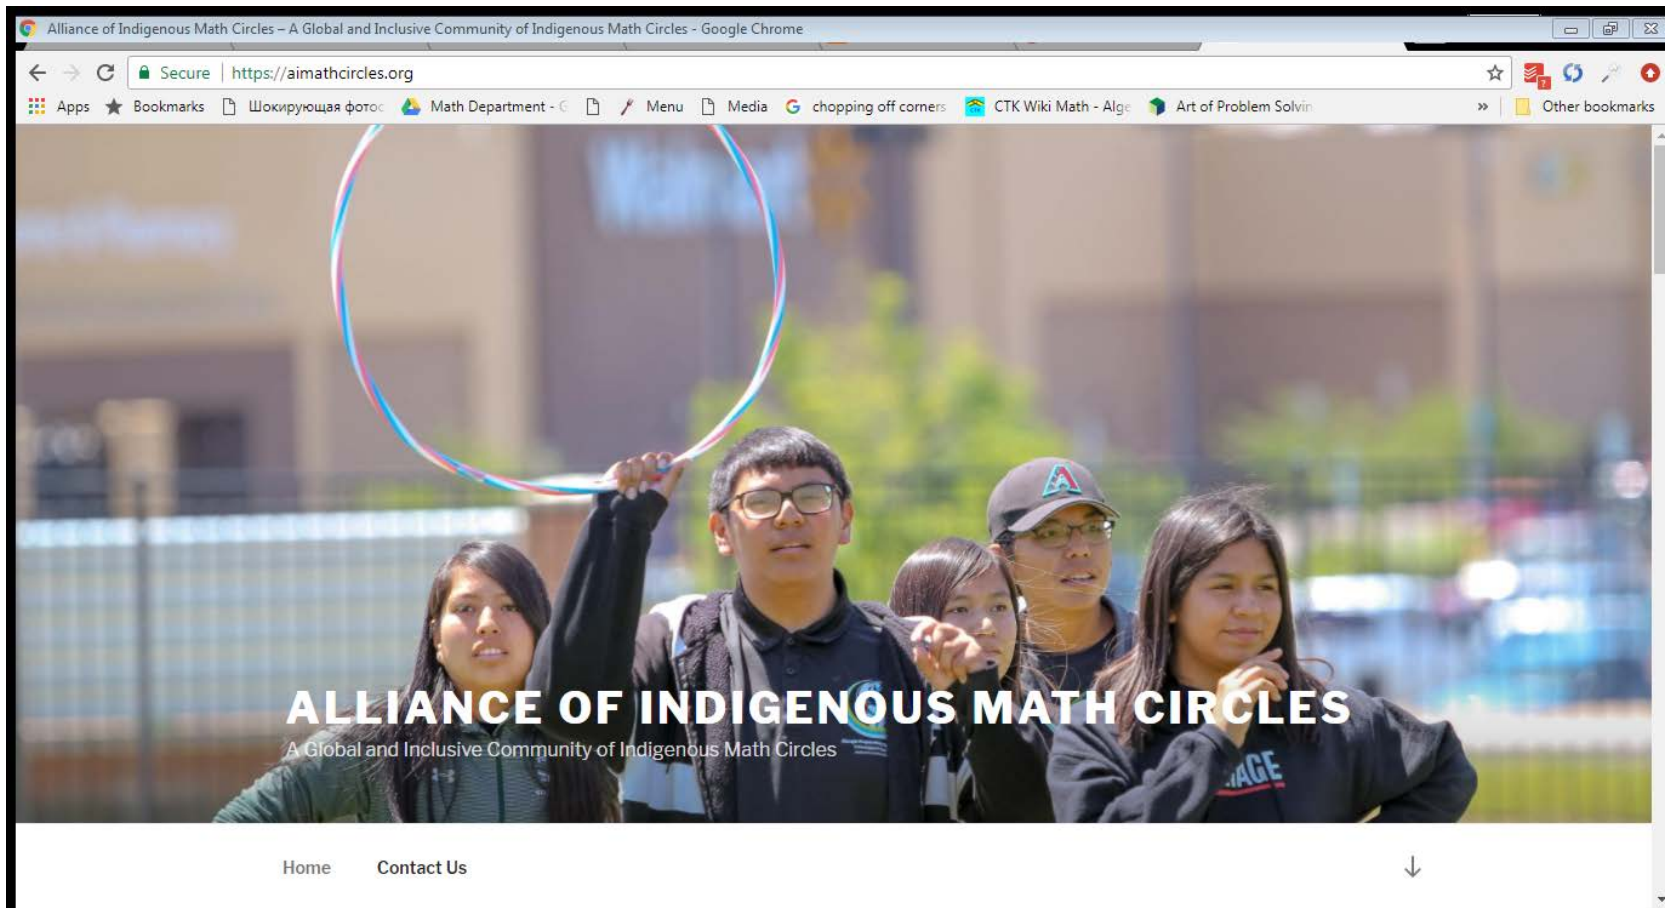 Alliance of Indigenous Math Circles – A Global and Inclusive Community of Indigenous Math Circles - Google Chrome
Secure https://aimathcircles.org
Apps Bookmarks Шокирующая фотос Math Department - G Menu Media chopping off corners CTK Wiki Math - Alge Art of Problem Solvin » Other bookmarks
Walmart
ALLIANCE OF INDIGENOUS MATH CIRCLES
A Global and Inclusive Community of Indigenous Math Circles
Home Contact Us